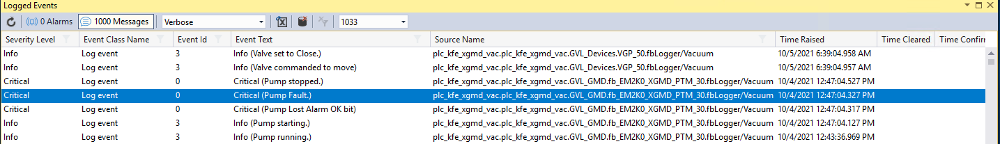 Logged Events
0 Alarms 1000 Messages Verbose 1033
Severity Level Event Class Name Event Id Event Text Source Name Time Raised Time Cleared Time Confirr
Info Log event 3 Info (Valve set to Close.) plc_kfe_xgmd_vac.plc_kfe_xgmd_vac.GVL_Devices.VGP_50.fbLogger/Vacuum 10/5/2021 6:39:04.958 AM
Info Log event 3 Info (Valve commanded to move) plc_kfe_xgmd_vac.plc_kfe_xgmd_vac.GVL_Devices.VGP_50.fbLogger/Vacuum 10/5/2021 6:39:04.957 AM
Critical Log event 0 Critical (Pump stopped.) plc_kfe_xgmd_vac.plc_kfe_xgmd_vac.GVL_GMD.fb_EM2K0_XGMD_PTM_30.fbLogger/Vacuum 10/4/2021 12:47:04.527 PM
Critical Log event 0 Critical (Pump Fault.) plc_kfe_xgmd_vac.plc_kfe_xgmd_vac.GVL_GMD.fb_EM2K0_XGMD_PTM_30.fbLogger/Vacuum 10/4/2021 12:47:04.327 PM
Critical Log event 0 Critical (Pump Lost Alarm OK bit) plc_kfe_xgmd_vac.plc_kfe_xgmd_vac.GVL_GMD.fb_EM2K0_XGMD_PTM_30.fbLogger/Vacuum 10/4/2021 12:47:04.317 PM
Info Log event 3 Info (Pump starting.) plc_kfe_xgmd_vac.plc_kfe_xgmd_vac.GVL_GMD.fb_EM2K0_XGMD_PTM_30.fbLogger/Vacuum 10/4/2021 12:47:04.127 PM
Info Log event 3 Info (Pump running.) plc_kfe_xgmd_vac.plc_kfe_xgmd_vac.GVL_GMD.fb_EM2K0_XGMD_PTM_30.fbLogger/Vacuum 10/4/2021 12:43:36.969 PM